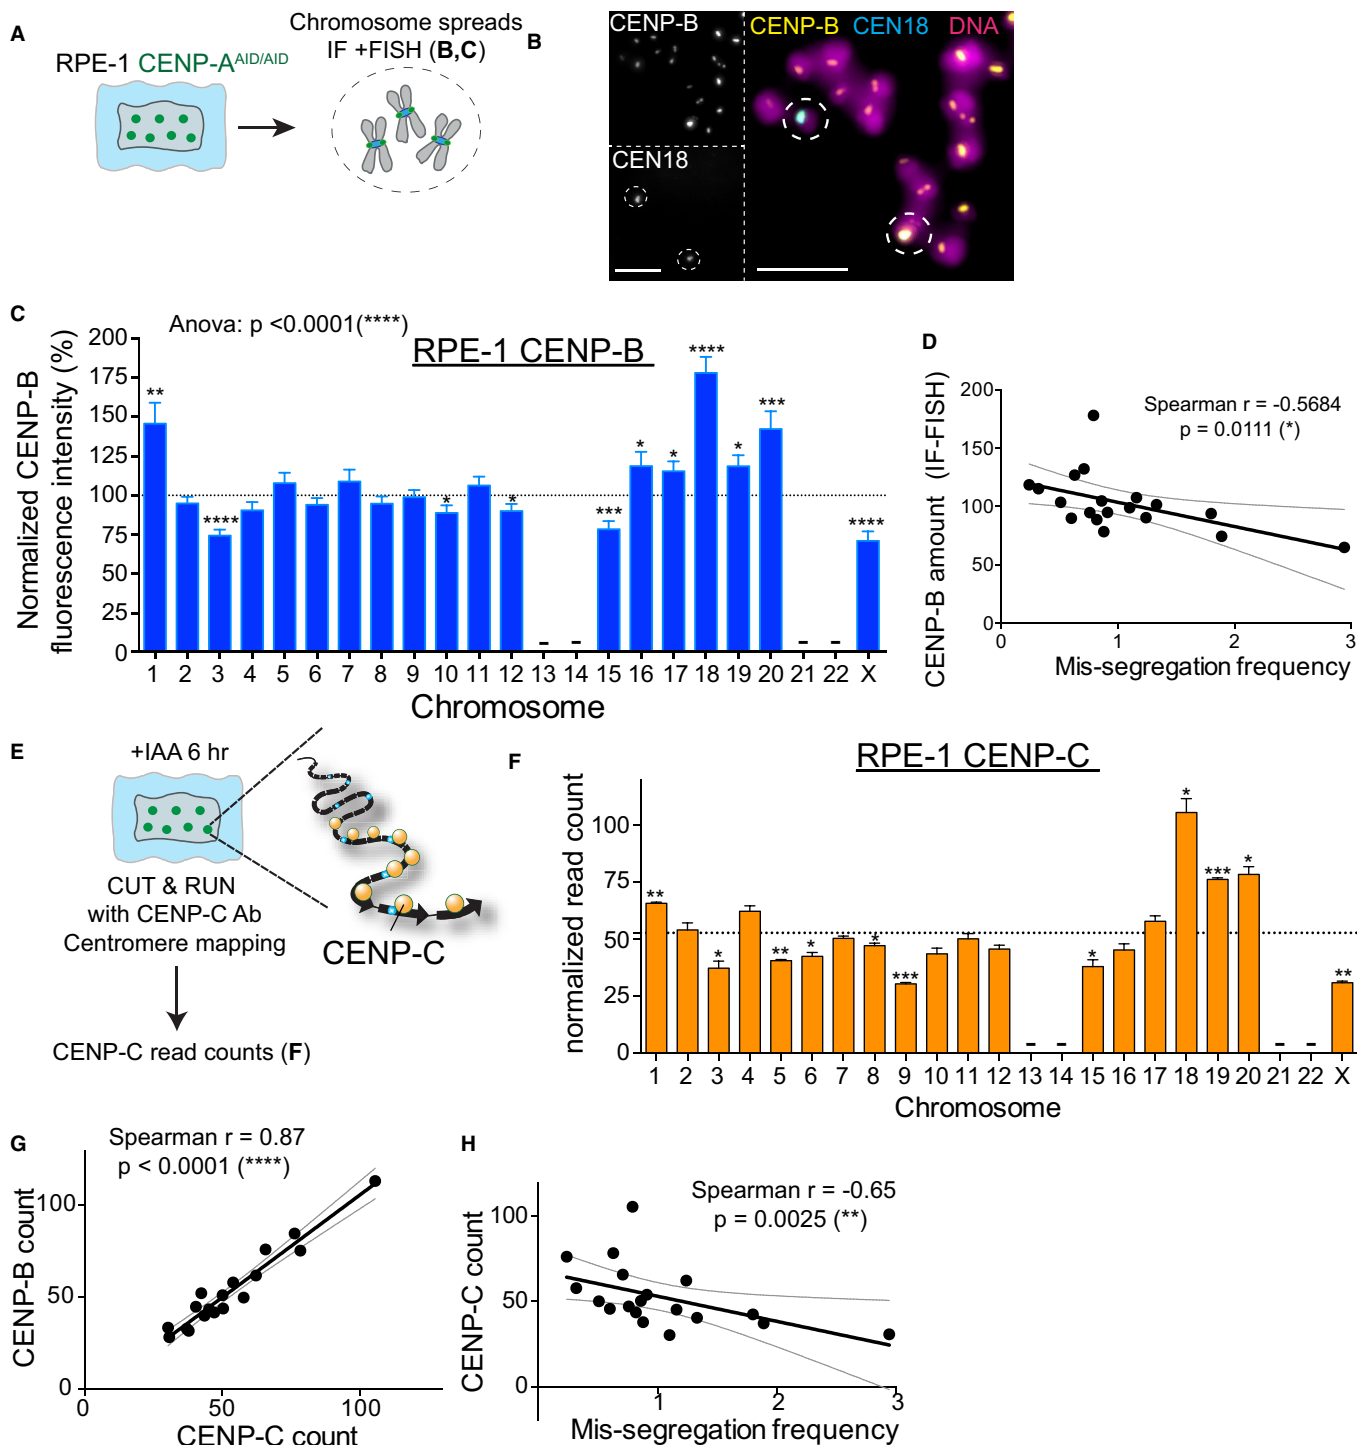 A
RPE-1 CENP-A^AID/AID
Chromosome spreads
IF +FISH (B,C)
B
CENP-B
CEN18
CENP-B CEN18 DNA
C
Anova: p <0.0001(****)
RPE-1 CENP-B
Normalized CENP-B
fluorescence intensity (%)
200
175
150
125
100
75
50
25
0
** **** * * *** * * **** * *** ****
- - - -
1 2 3 4 5 6 7 8 9 10 11 12 13 14 15 16 17 18 19 20 21 22 X
Chromosome
D
Spearman r = -0.5684
p = 0.0111 (*)
CENP-B amount (IF-FISH)
200
150
100
50
0
0 1 2 3
Mis-segregation frequency
E
+IAA 6 hr
CUT & RUN
with CENP-C Ab
Centromere mapping
CENP-C
CENP-C read counts (F)
F
RPE-1 CENP-C
normalized read count
100
75
50
25
0
** * ** * * *** * * *** * **
- - - -
1 2 3 4 5 6 7 8 9 10 11 12 13 14 15 16 17 18 19 20 21 22 X
Chromosome
G
Spearman r = 0.87
p < 0.0001 (****)
CENP-B count
100
50
0
0 50 100
CENP-C count
H
Spearman r = -0.65
p = 0.0025 (**)
CENP-C count
100
50
0
1 2 3
Mis-segregation frequency